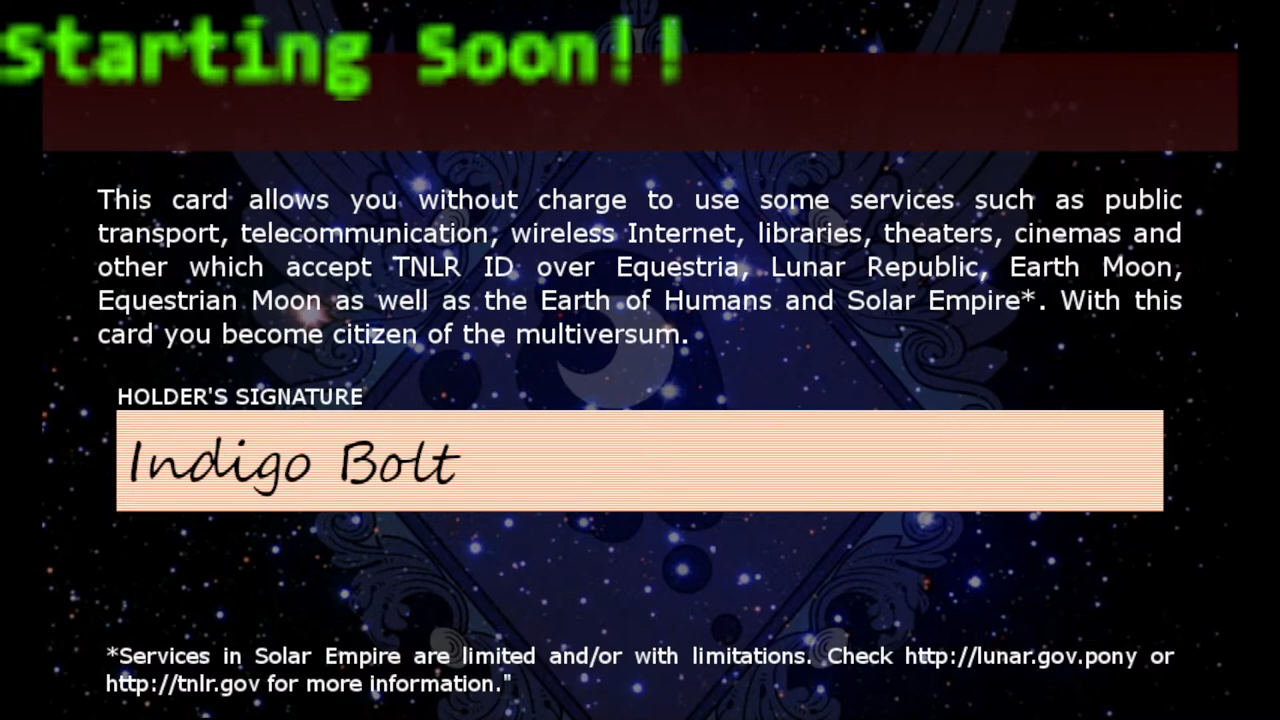 Starting Soon!!
This card allows you without charge to use some services such as public
transport, telecommunication, wireless Internet, libraries, theaters, cinemas and
other which accept TNLR ID over Equestria, Lunar Republic, Earth Moon,
Equestrian Moon as well as the Earth of Humans and Solar Empire*. With this
card you become citizen of the multiversum.
HOLDER'S SIGNATURE
Indigo Bolt
*Services in Solar Empire are limited and/or with limitations. Check http://lunar.gov.pony or
http://tnlr.gov for more information."